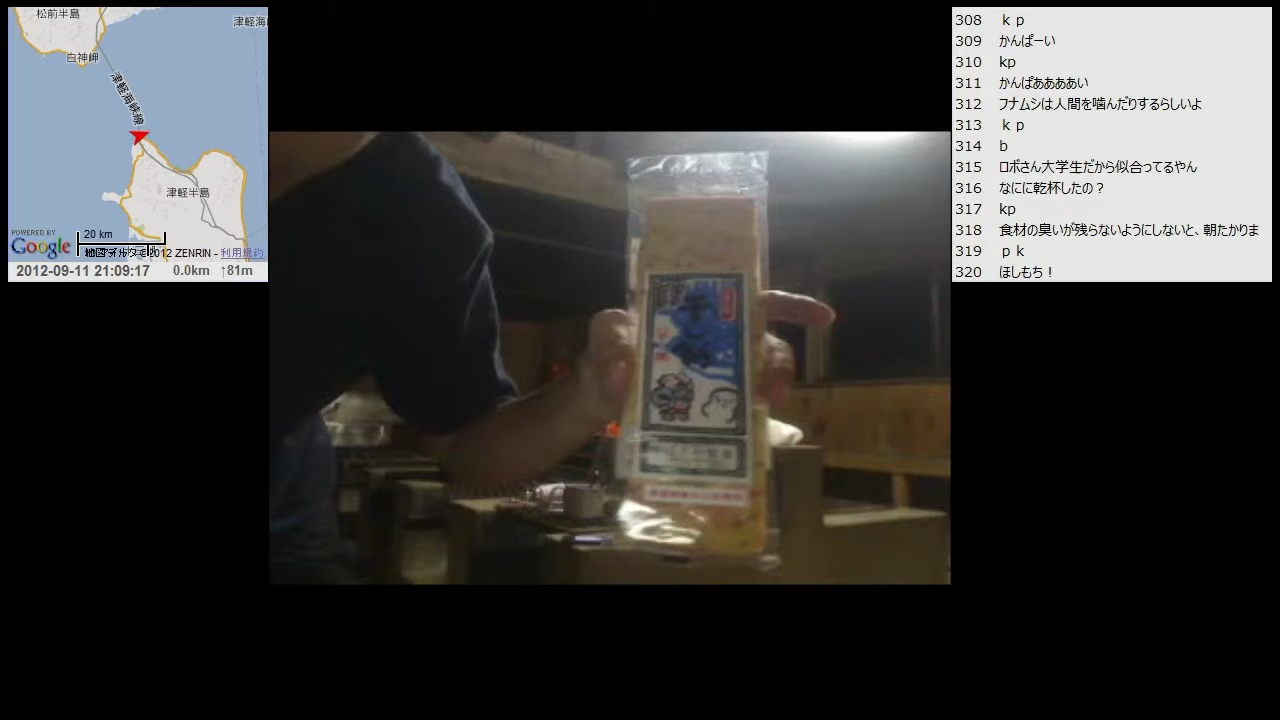 松前半島
津軽海
白神岬
津軽海峡線
津軽半島
POWERED BY
Google
20 km
地図データ ©2012 ZENRIN - 利用規約
2012-09-11 21:09:17 0.0km ↑81m
308 ｋｐ
309 かんぱーい
310 kp
311 かんぱああああい
312 フナムシは人間を噛んだりするらしいよ
313 ｋｐ
314 b
315 ロボさん大学生だから似合ってるやん
316 なにに乾杯したの？
317 kp
318 食材の臭いが残らないようにしないと、朝たかりま
319 ｐｋ
320 ほしもち！